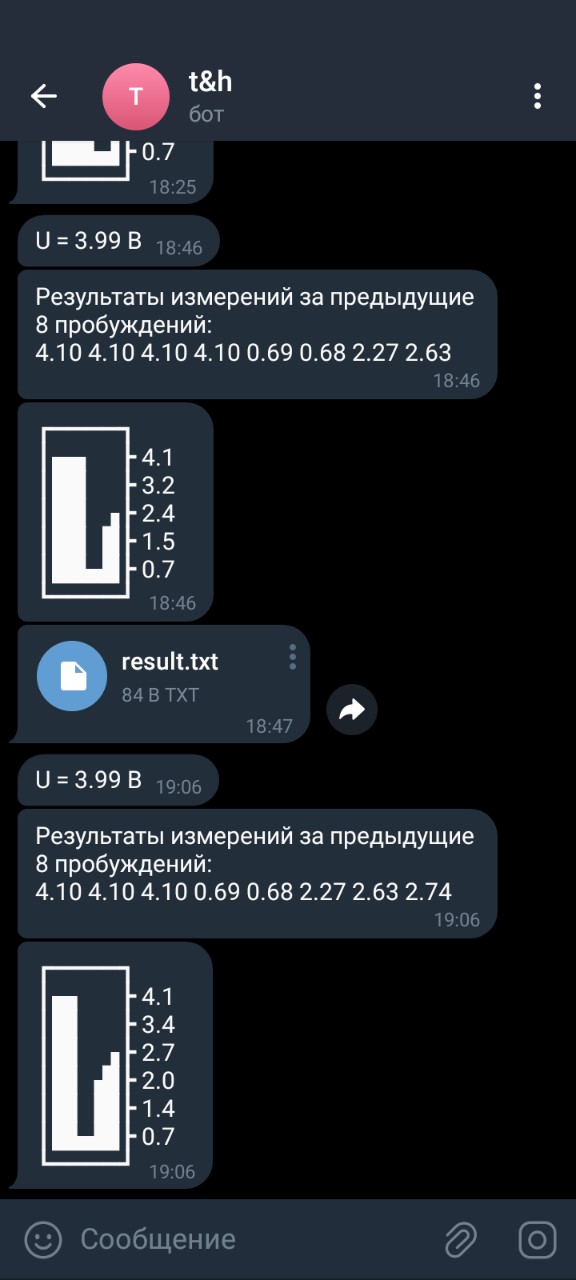 T
t&h
бот
0.7
18:25
U = 3.99 В 18:46
Результаты измерений за предыдущие
8 пробуждений:
4.10 4.10 4.10 4.10 0.69 0.68 2.27 2.63
18:46
4.1
3.2
2.4
1.5
0.7
18:46
result.txt
84 B TXT
18:47
U = 3.99 В 19:06
Результаты измерений за предыдущие
8 пробуждений:
4.10 4.10 4.10 0.69 0.68 2.27 2.63 2.74
19:06
4.1
3.4
2.7
2.0
1.4
0.7
19:06
Сообщение